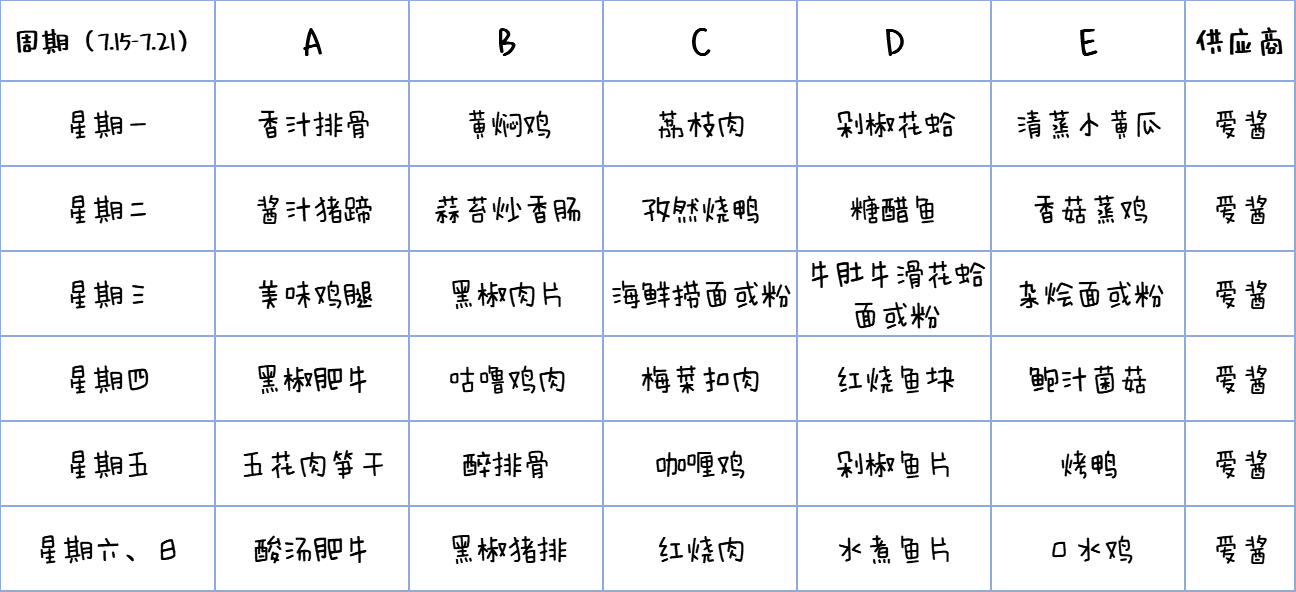 周期（7.15-7.21） A B C D E 供应商
星期一 香汁排骨 黄焖鸡 荔枝肉 剁椒花蛤 清蒸小黄瓜 爱酱
星期二 酱汁猪蹄 蒜苔炒香肠 孜然烧鸭 糖醋鱼 香菇蒸鸡 爱酱
星期三 美味鸡腿 黑椒肉片 海鲜捞面或粉 牛肚牛滑花蛤
面或粉 杂烩面或粉 爱酱
星期四 黑椒肥牛 咕噜鸡肉 梅菜扣肉 红烧鱼块 鲍汁菌菇 爱酱
星期五 五花肉笋干 醉排骨 咖喱鸡 剁椒鱼片 烤鸭 爱酱
星期六、日 酸汤肥牛 黑椒猪排 红烧肉 水煮鱼片 口水鸡 爱酱